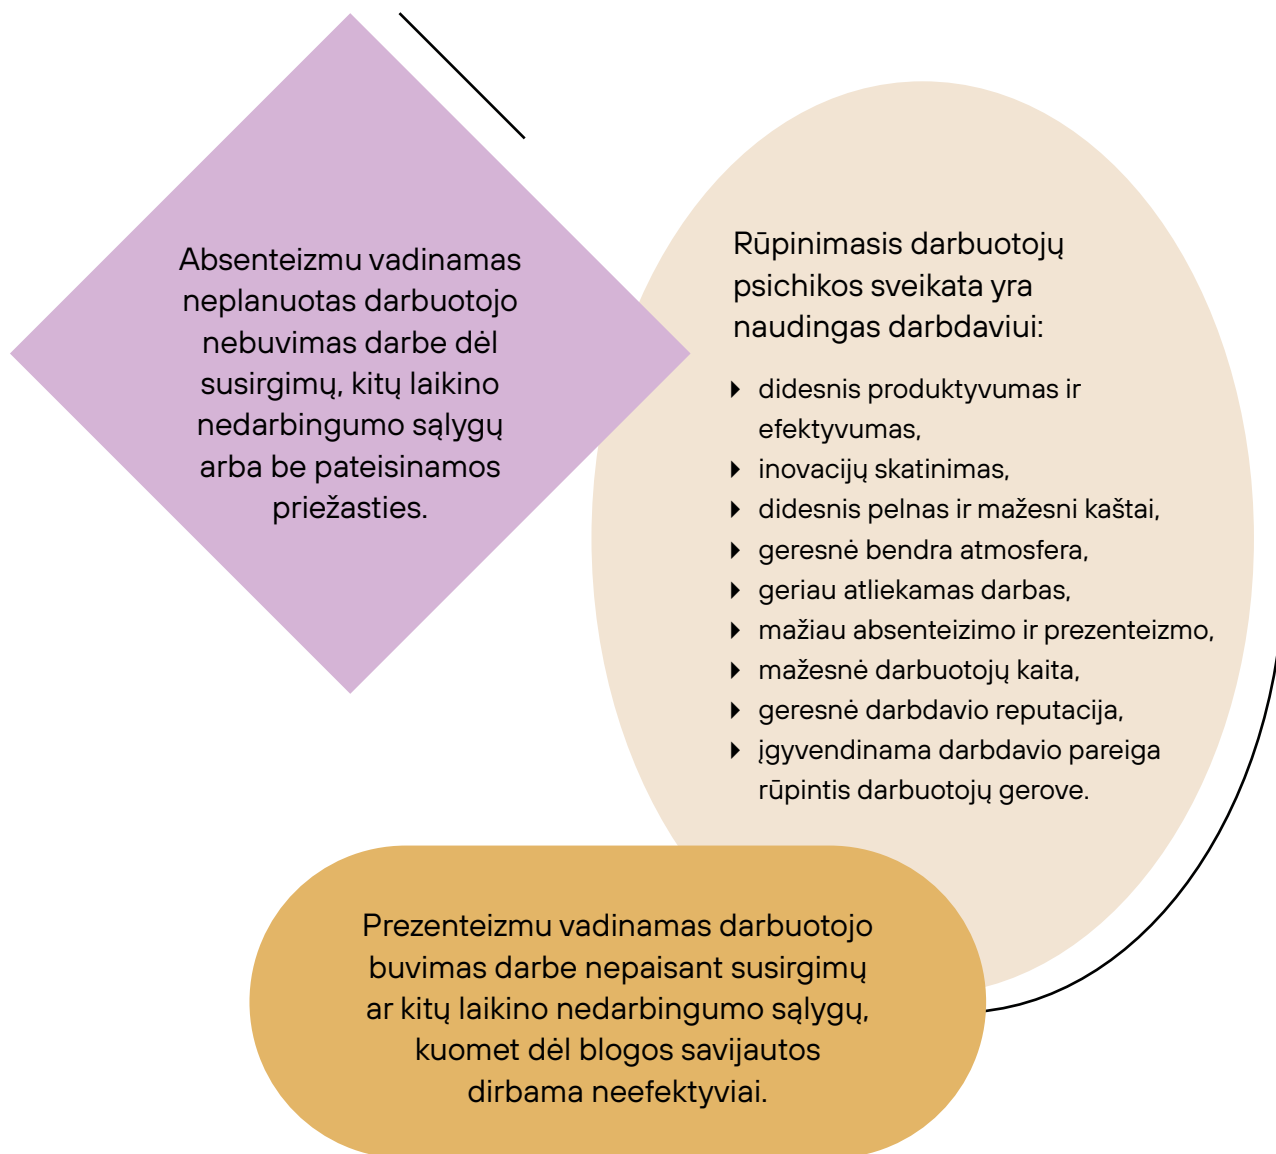 Absenteizmu vadinamas
neplanuotas darbuotojo
nebuvimas darbe dėl
susirgimų, kitų laikino
nedarbingumo sąlygų
arba be pateisinamos
priežasties.
Rūpinimasis darbuotojų
psichikos sveikata yra
naudingas darbdaviui:
didesnis produktyvumas ir
efektyvumas,
inovacijų skatinimas,
didesnis pelnas ir mažesni kaštai,
geresnė bendra atmosfera,
geriau atliekamas darbas,
mažiau absenteizimo ir prezenteizmo,
mažesnė darbuotojų kaita,
geresnė darbdavio reputacija,
įgyvendinama darbdavio pareiga
rūpintis darbuotojų gerove.
Prezenteizmu vadinamas darbuotojo
buvimas darbe nepaisant susirgimų
ar kitų laikino nedarbingumo sąlygų,
kuomet dėl blogos savijautos
dirbama neefektyviai.